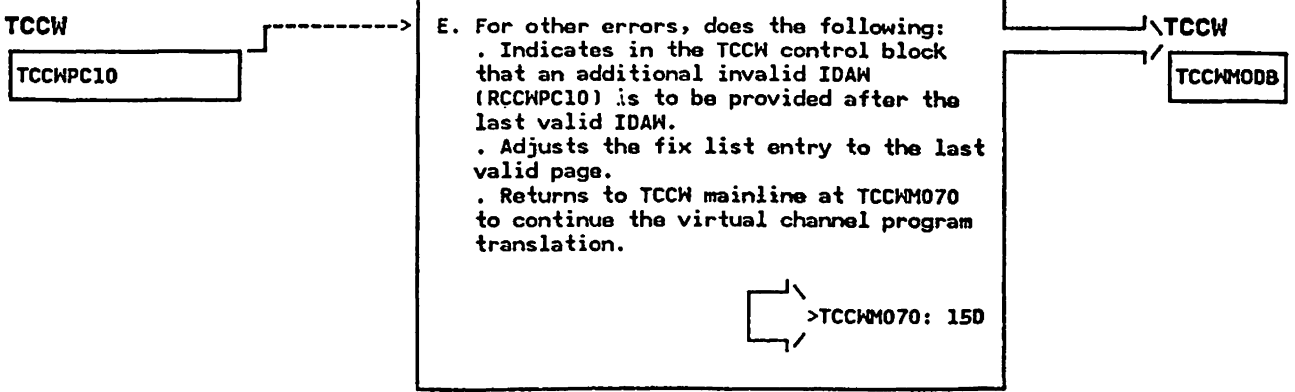 TCCW
TCCWPC10
E. For other errors, does the following:
. Indicates in the TCCW control block
that an additional invalid IDAW
(RCCWPC10) is to be provided after the
last valid IDAW.
. Adjusts the fix list entry to the last
valid page.
. Returns to TCCW mainline at TCCWM070
to continue the virtual channel program
translation.
>TCCWM070: 15D
TCCW
TCCWMODB